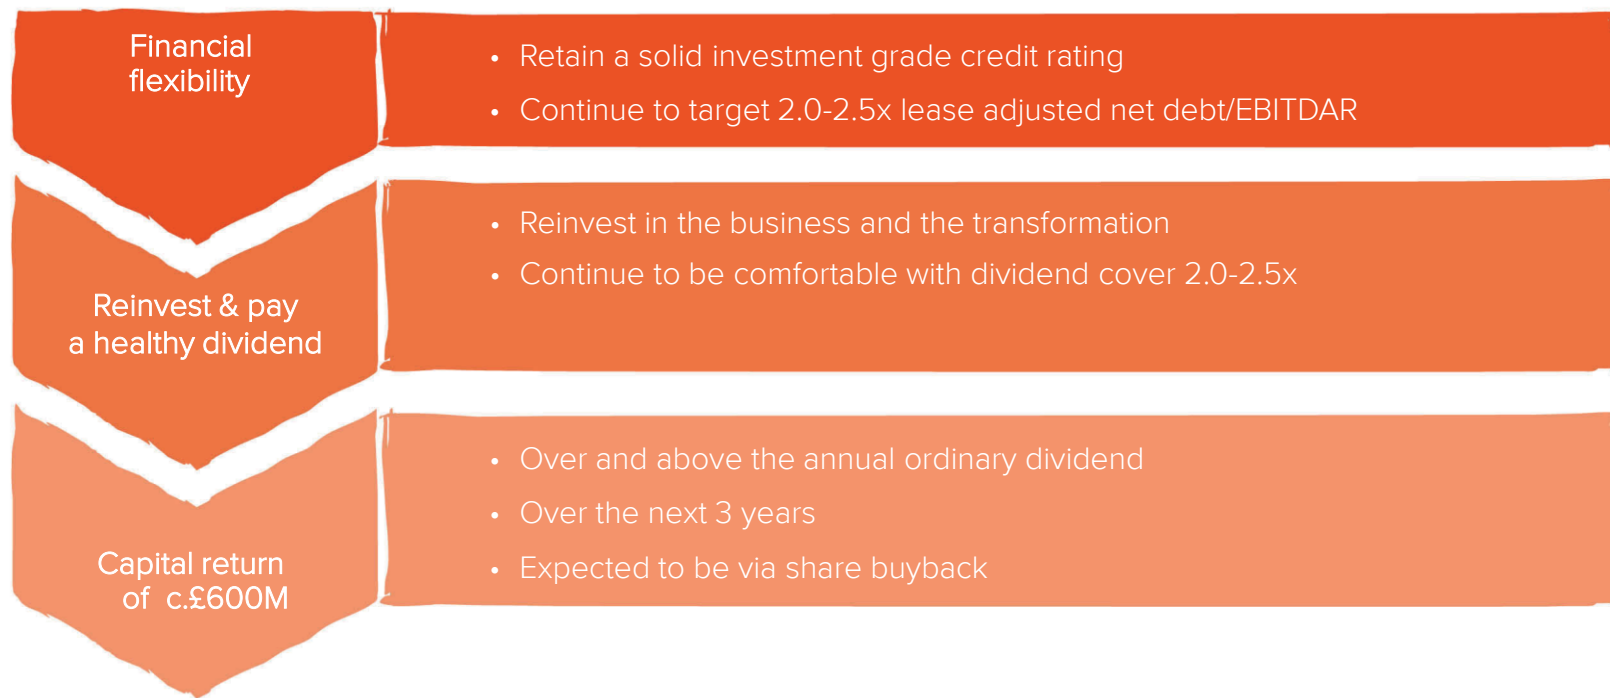 Financial
flexibility
• Retain a solid investment grade credit rating
• Continue to target 2.0-2.5x lease adjusted net debt/EBITDAR
Reinvest & pay
a healthy dividend
• Reinvest in the business and the transformation
• Continue to be comfortable with dividend cover 2.0-2.5x
Capital return
of c.£600M
• Over and above the annual ordinary dividend
• Over the next 3 years
• Expected to be via share buyback